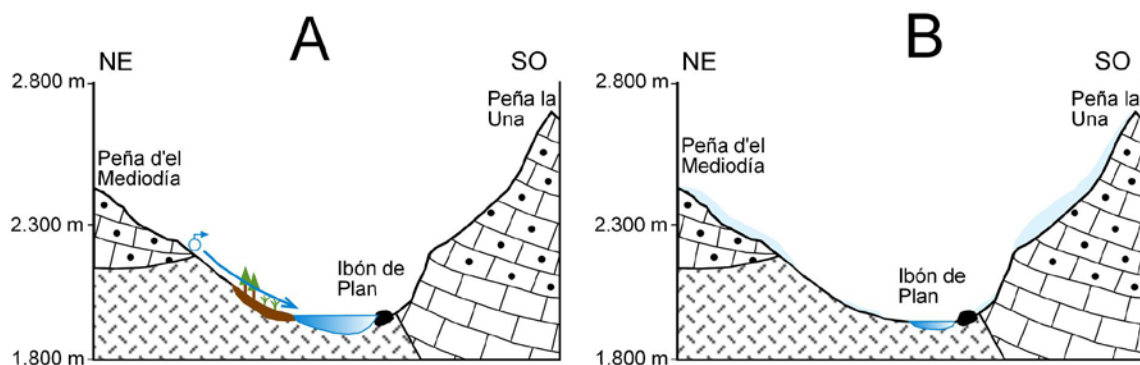 A
NE
SO
2.800 m
Peña la
Una
Peña d'el
Mediodía
2.300 m
Ibón de
Plan
1.800 m
B
NE
SO
2.800 m
Peña la
Una
Peña d'el
Mediodía
2.300 m
Ibón de
Plan
1.800 m